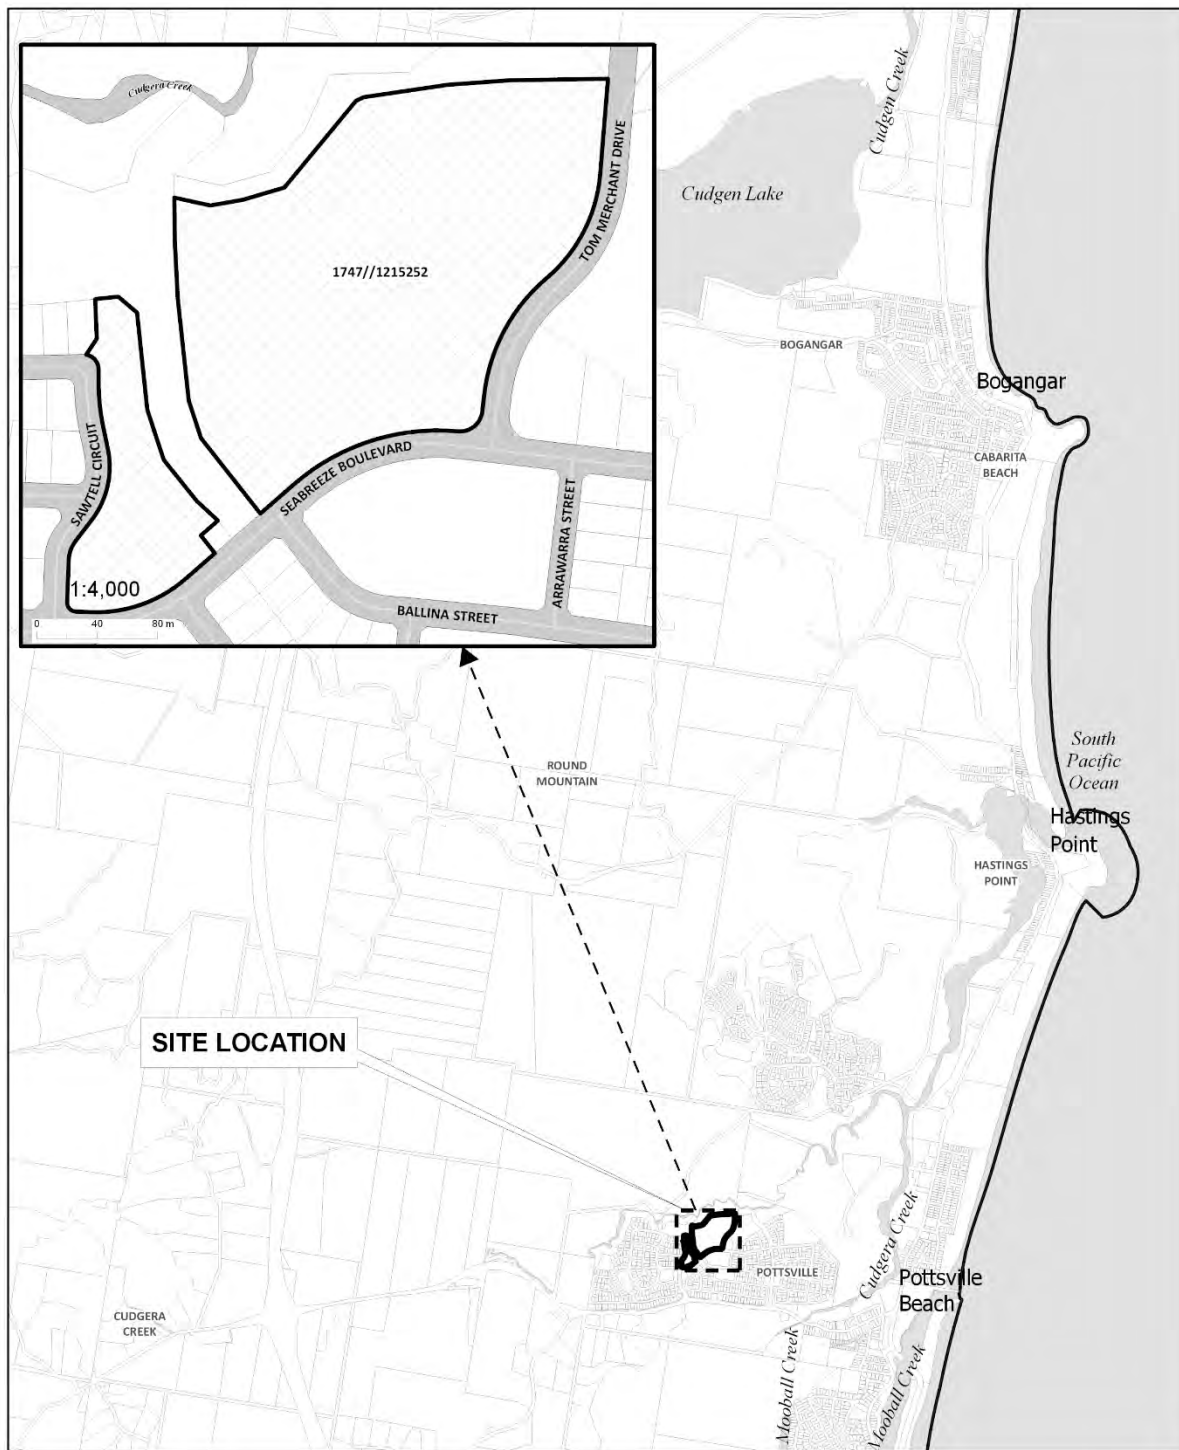 Cudgera Creek
TOM MERCHANT DRIVE
1747//1215252
SAWTELL CIRCUIT
SEABREEZE BOULEVARD
ARRAWARRA STREET
BALLINA STREET
1:4,000
0 40 80 m
Cudgen Creek
Cudgen Lake
BOGANGAR
Bogangar
CABARITA
BEACH
ROUND
MOUNTAIN
South
Pacific
Ocean
Hastings
Point
HASTINGS
POINT
SITE LOCATION
POTTSVILLE
Cudgera Creek
Pottsville
Beach
CUDGERA
CREEK
Mooball Creek
Mooball Creek